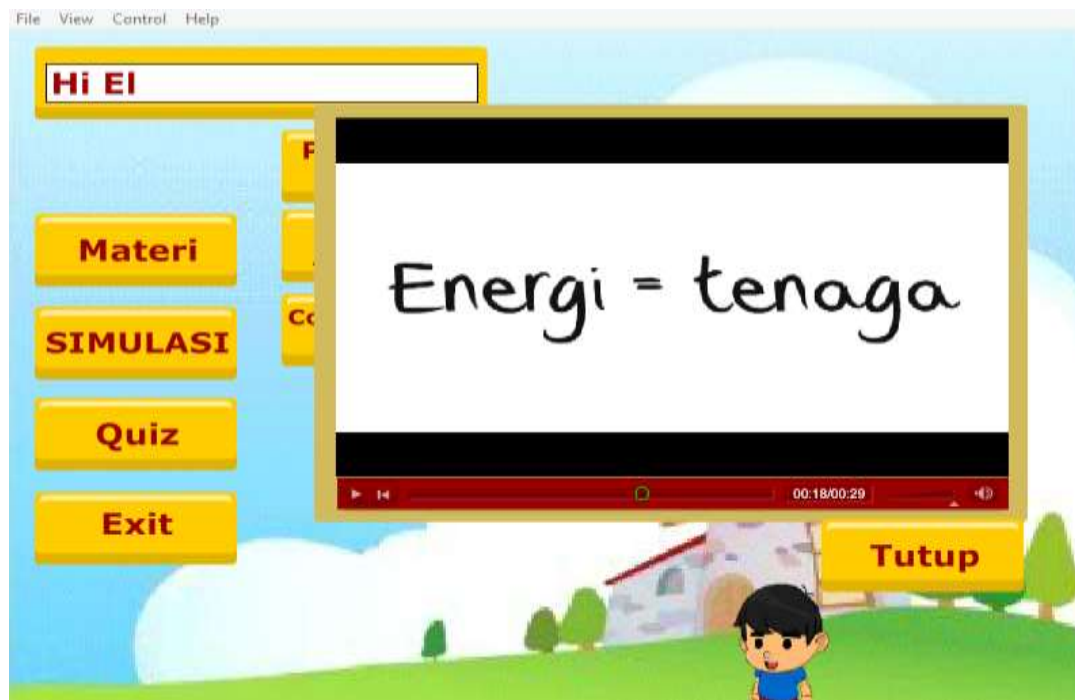 File View Control Help
Hi El
Materi
SIMULASI
Quiz
Exit
Energi = tenaga
00:18/00:29
Tutup